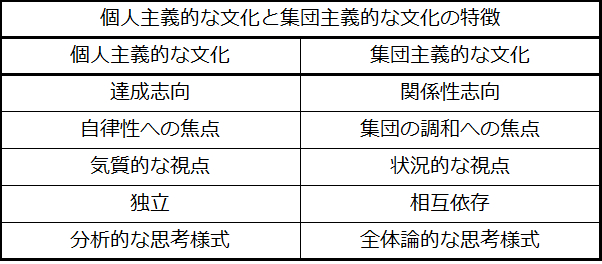 個人主義的な文化と集団主義的な文化の特徴
個人主義的な文化 集団主義的な文化
達成志向 関係性志向
自律性への焦点 集団の調和への焦点
気質的な視点 状況的な視点
独立 相互依存
分析的な思考様式 全体論的な思考様式